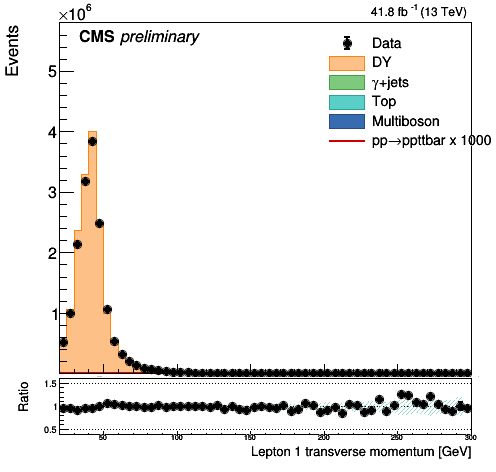 ×10⁶
41.8 fb⁻¹ (13 TeV)
CMS preliminary
Events
Data
DY
γ+jets
Top
Multiboson
pp→ppttbar x 1000
5
4
3
2
1
Ratio
1.5
1
0.5
50
100
150
200
250
300
Lepton 1 transverse momentum [GeV]